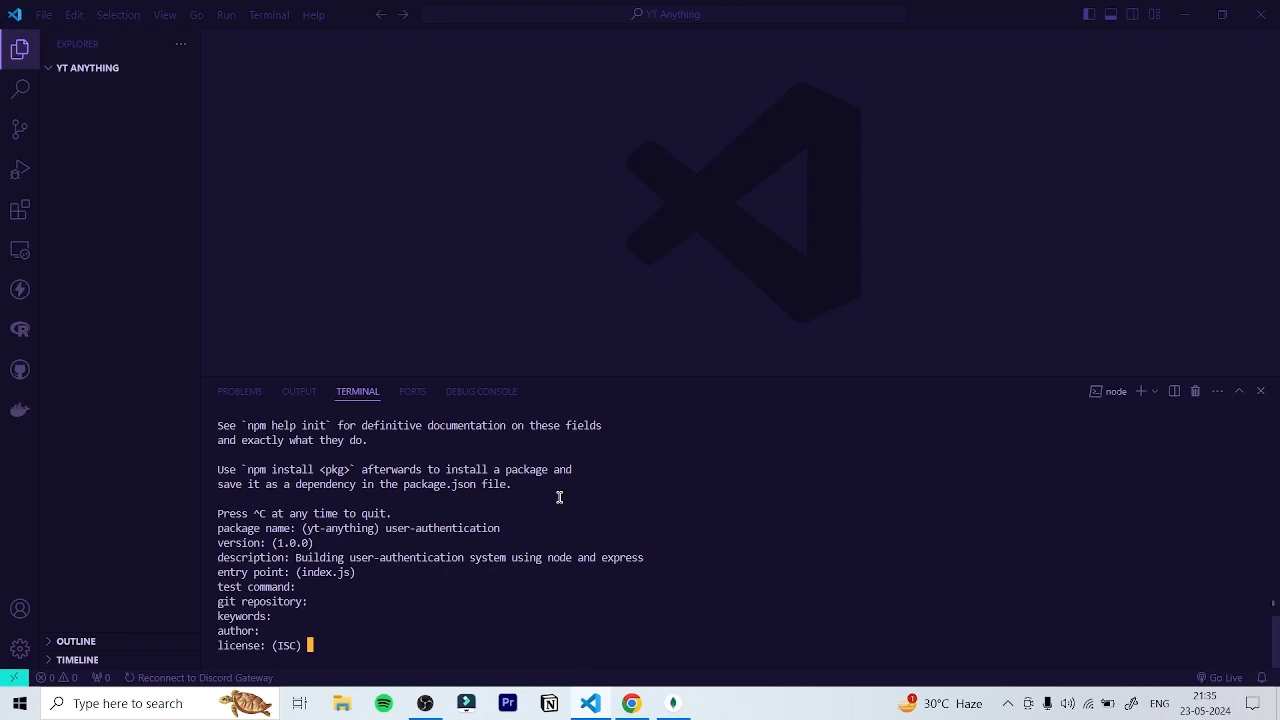 File Edit Selection View Go Run Terminal Help
YT Anything
EXPLORER
YT ANYTHING
PROBLEMS OUTPUT TERMINAL PORTS DEBUG CONSOLE
node
See `npm help init` for definitive documentation on these fields
and exactly what they do.
Use `npm install <pkg>` afterwards to install a package and
save it as a dependency in the package.json file.
Press ^C at any time to quit.
package name: (yt-anything) user-authentication
version: (1.0.0)
description: Building user-authentication system using node and express
entry point: (index.js)
test command:
git repository:
keywords:
author:
license: (ISC)
OUTLINE
TIMELINE
0 0 0 Reconnect to Discord Gateway
Go Live
Type here to search
Pr
1
30°C Haze
ENG
21:35
23-05-2024